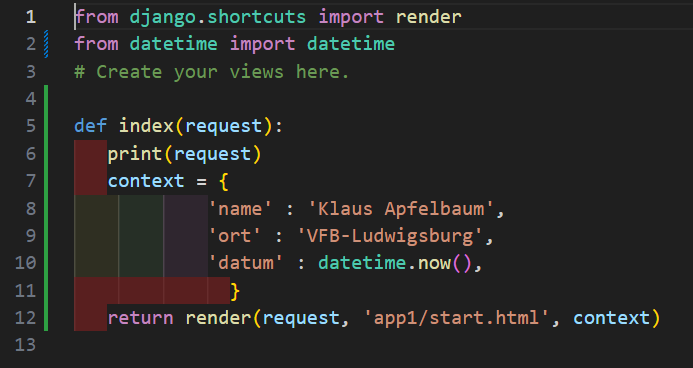 1 from django.shortcuts import render
2 from datetime import datetime
3 # Create your views here.
4
5 def index(request):
6    print(request)
7    context = {
8             'name' : 'Klaus Apfelbaum',
9             'ort' : 'VFB-Ludwigsburg',
10             'datum' : datetime.now(),
11               }
12    return render(request, 'app1/start.html', context)
13